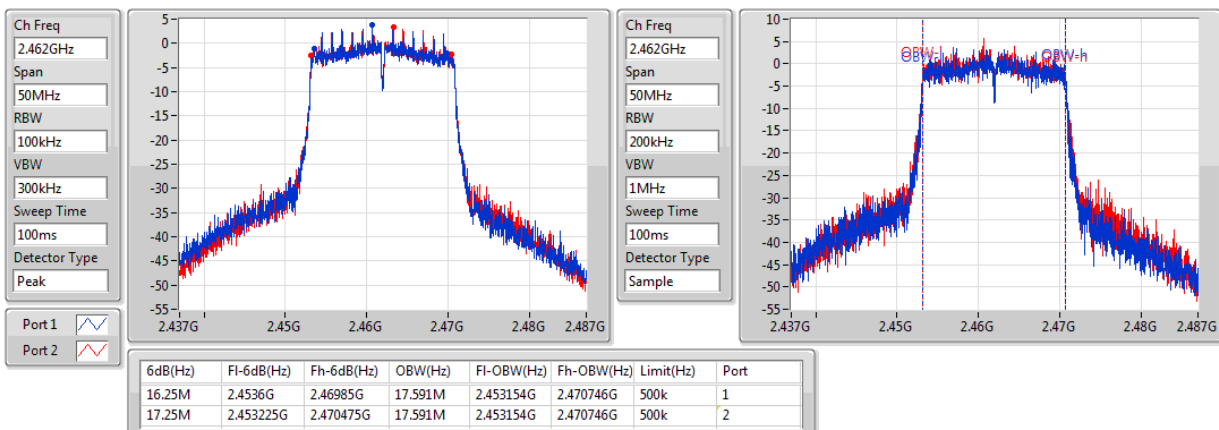 Ch Freq
2.462GHz
Span
50MHz
RBW
100kHz
VBW
300kHz
Sweep Time
100ms
Detector Type
Peak
Port 1
Port 2
10
5
0
-5
-10
-15
-20
-25
-30
-35
-40
-45
-50
-55
2.437G 2.45G 2.46G 2.47G 2.48G 2.487G
Ch Freq
2.462GHz
Span
50MHz
RBW
200kHz
VBW
1MHz
Sweep Time
100ms
Detector Type
Sample
10
5
0
-5
-10
-15
-20
-25
-30
-35
-40
-45
-50
-55
OBW-l OBW-h
2.437G 2.45G 2.46G 2.47G 2.48G 2.487G
6dB(Hz) Fl-6dB(Hz) Fh-6dB(Hz) OBW(Hz) Fl-OBW(Hz) Fh-OBW(Hz) Limit(Hz) Port
16.25M 2.4536G 2.46985G 17.591M 2.453154G 2.470746G 500k 1
17.25M 2.453225G 2.470475G 17.591M 2.453154G 2.470746G 500k 2